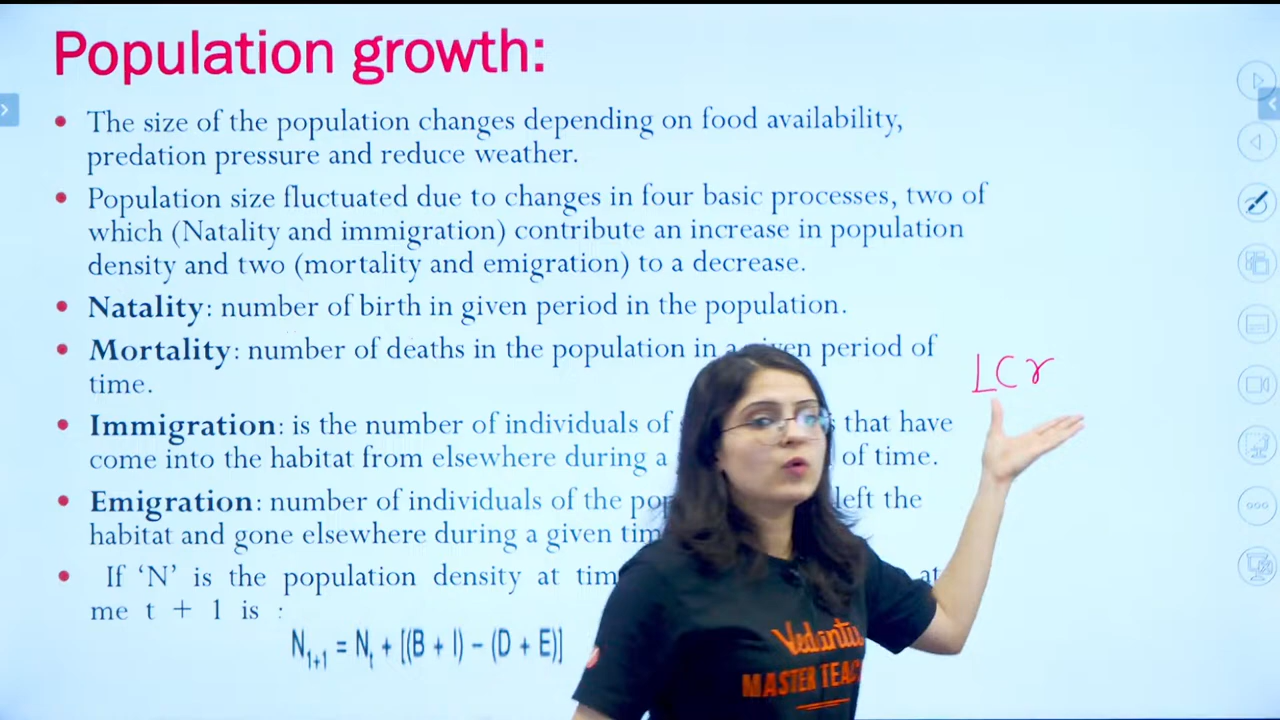 Population growth:
• The size of the population changes depending on food availability,
predation pressure and reduce weather.
• Population size fluctuated due to changes in four basic processes, two of
which (Natality and immigration) contribute an increase in population
density and two (mortality and emigration) to a decrease.
• Natality: number of birth in given period in the population.
• Mortality: number of deaths in the population in a given period of
time.
LCr
• Immigration: is the number of individuals of that have
come into the habitat from elsewhere during a of time.
• Emigration: number of individuals of the left the
habitat and gone elsewhere during a given
• If ‘N’ is the population density at at
me t + 1 is :
N1+1 = Nt + [(B + I) – (D + E)]
Vedantu
MASTER